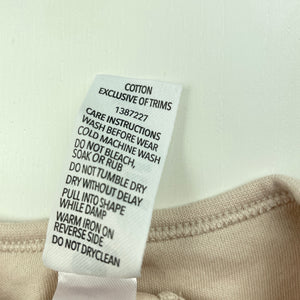 COTTON
EXCLUSIVE OF TRIMS
1387227
CARE INSTRUCTIONS
WASH BEFORE WEAR
COLD MACHINE WASH
DO NOT BLEACH,
SOAK OR RUB
DO NOT TUMBLE DRY
DRY WITHOUT DELAY
PULL INTO SHAPE
WHILE DAMP
WARM IRON ON
REVERSE SIDE
DO NOT DRYCLEAN